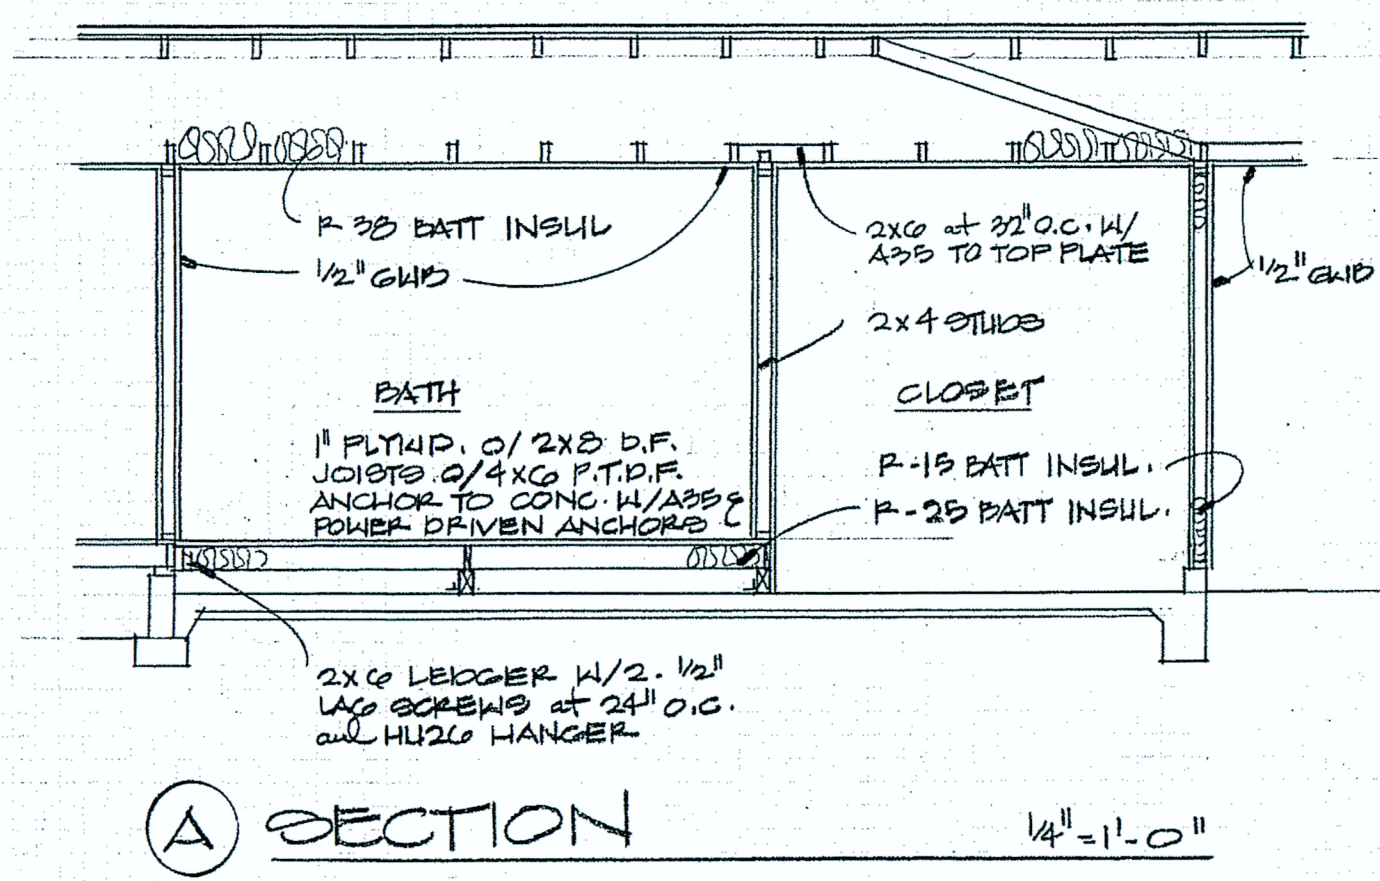 R-38 BATT INSUL
1/2" GWB
2x6 at 32" O.C. W/
A35 TO TOP PLATE
1/2" GWB
2x4 STUDS
BATH
CLOSET
1" PLYWD. O/ 2x8 D.F.
JOISTS O/ 4x6 P.T.D.F.
ANCHOR TO CONC. W/A35 &
POWER DRIVEN ANCHORS
R-15 BATT INSUL.
R-25 BATT INSUL.
2x6 LEDGER W/2. 1/2"
LAG SCREWS at 24" O.C.
and HU26 HANGER
A SECTION
1/4"=1'-0"